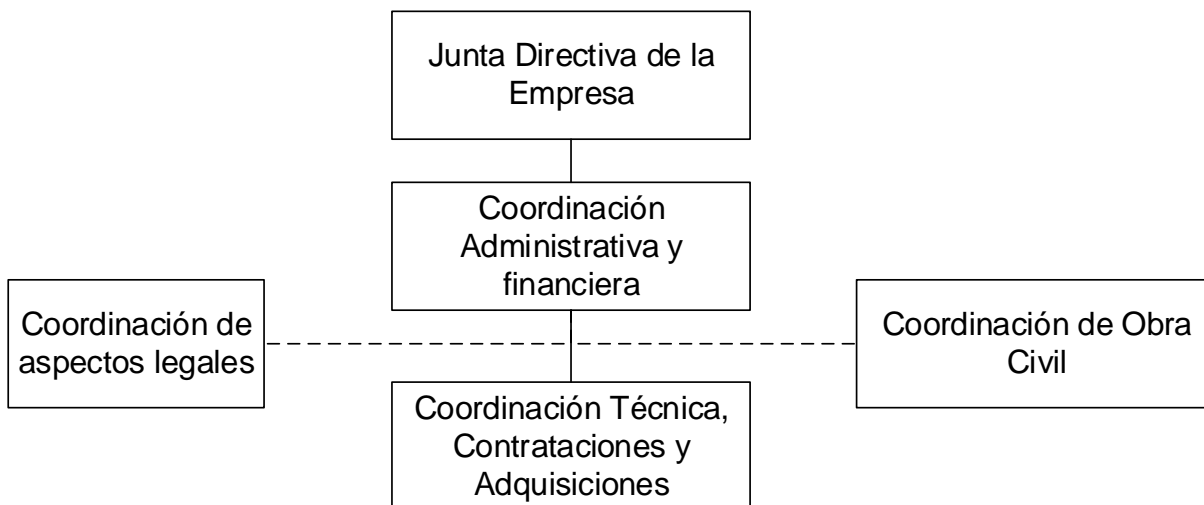 Junta Directiva de la
Empresa
Coordinación
Administrativa y
financiera
Coordinación de
aspectos legales
Coordinación de Obra
Civil
Coordinación Técnica,
Contrataciones y
Adquisiciones